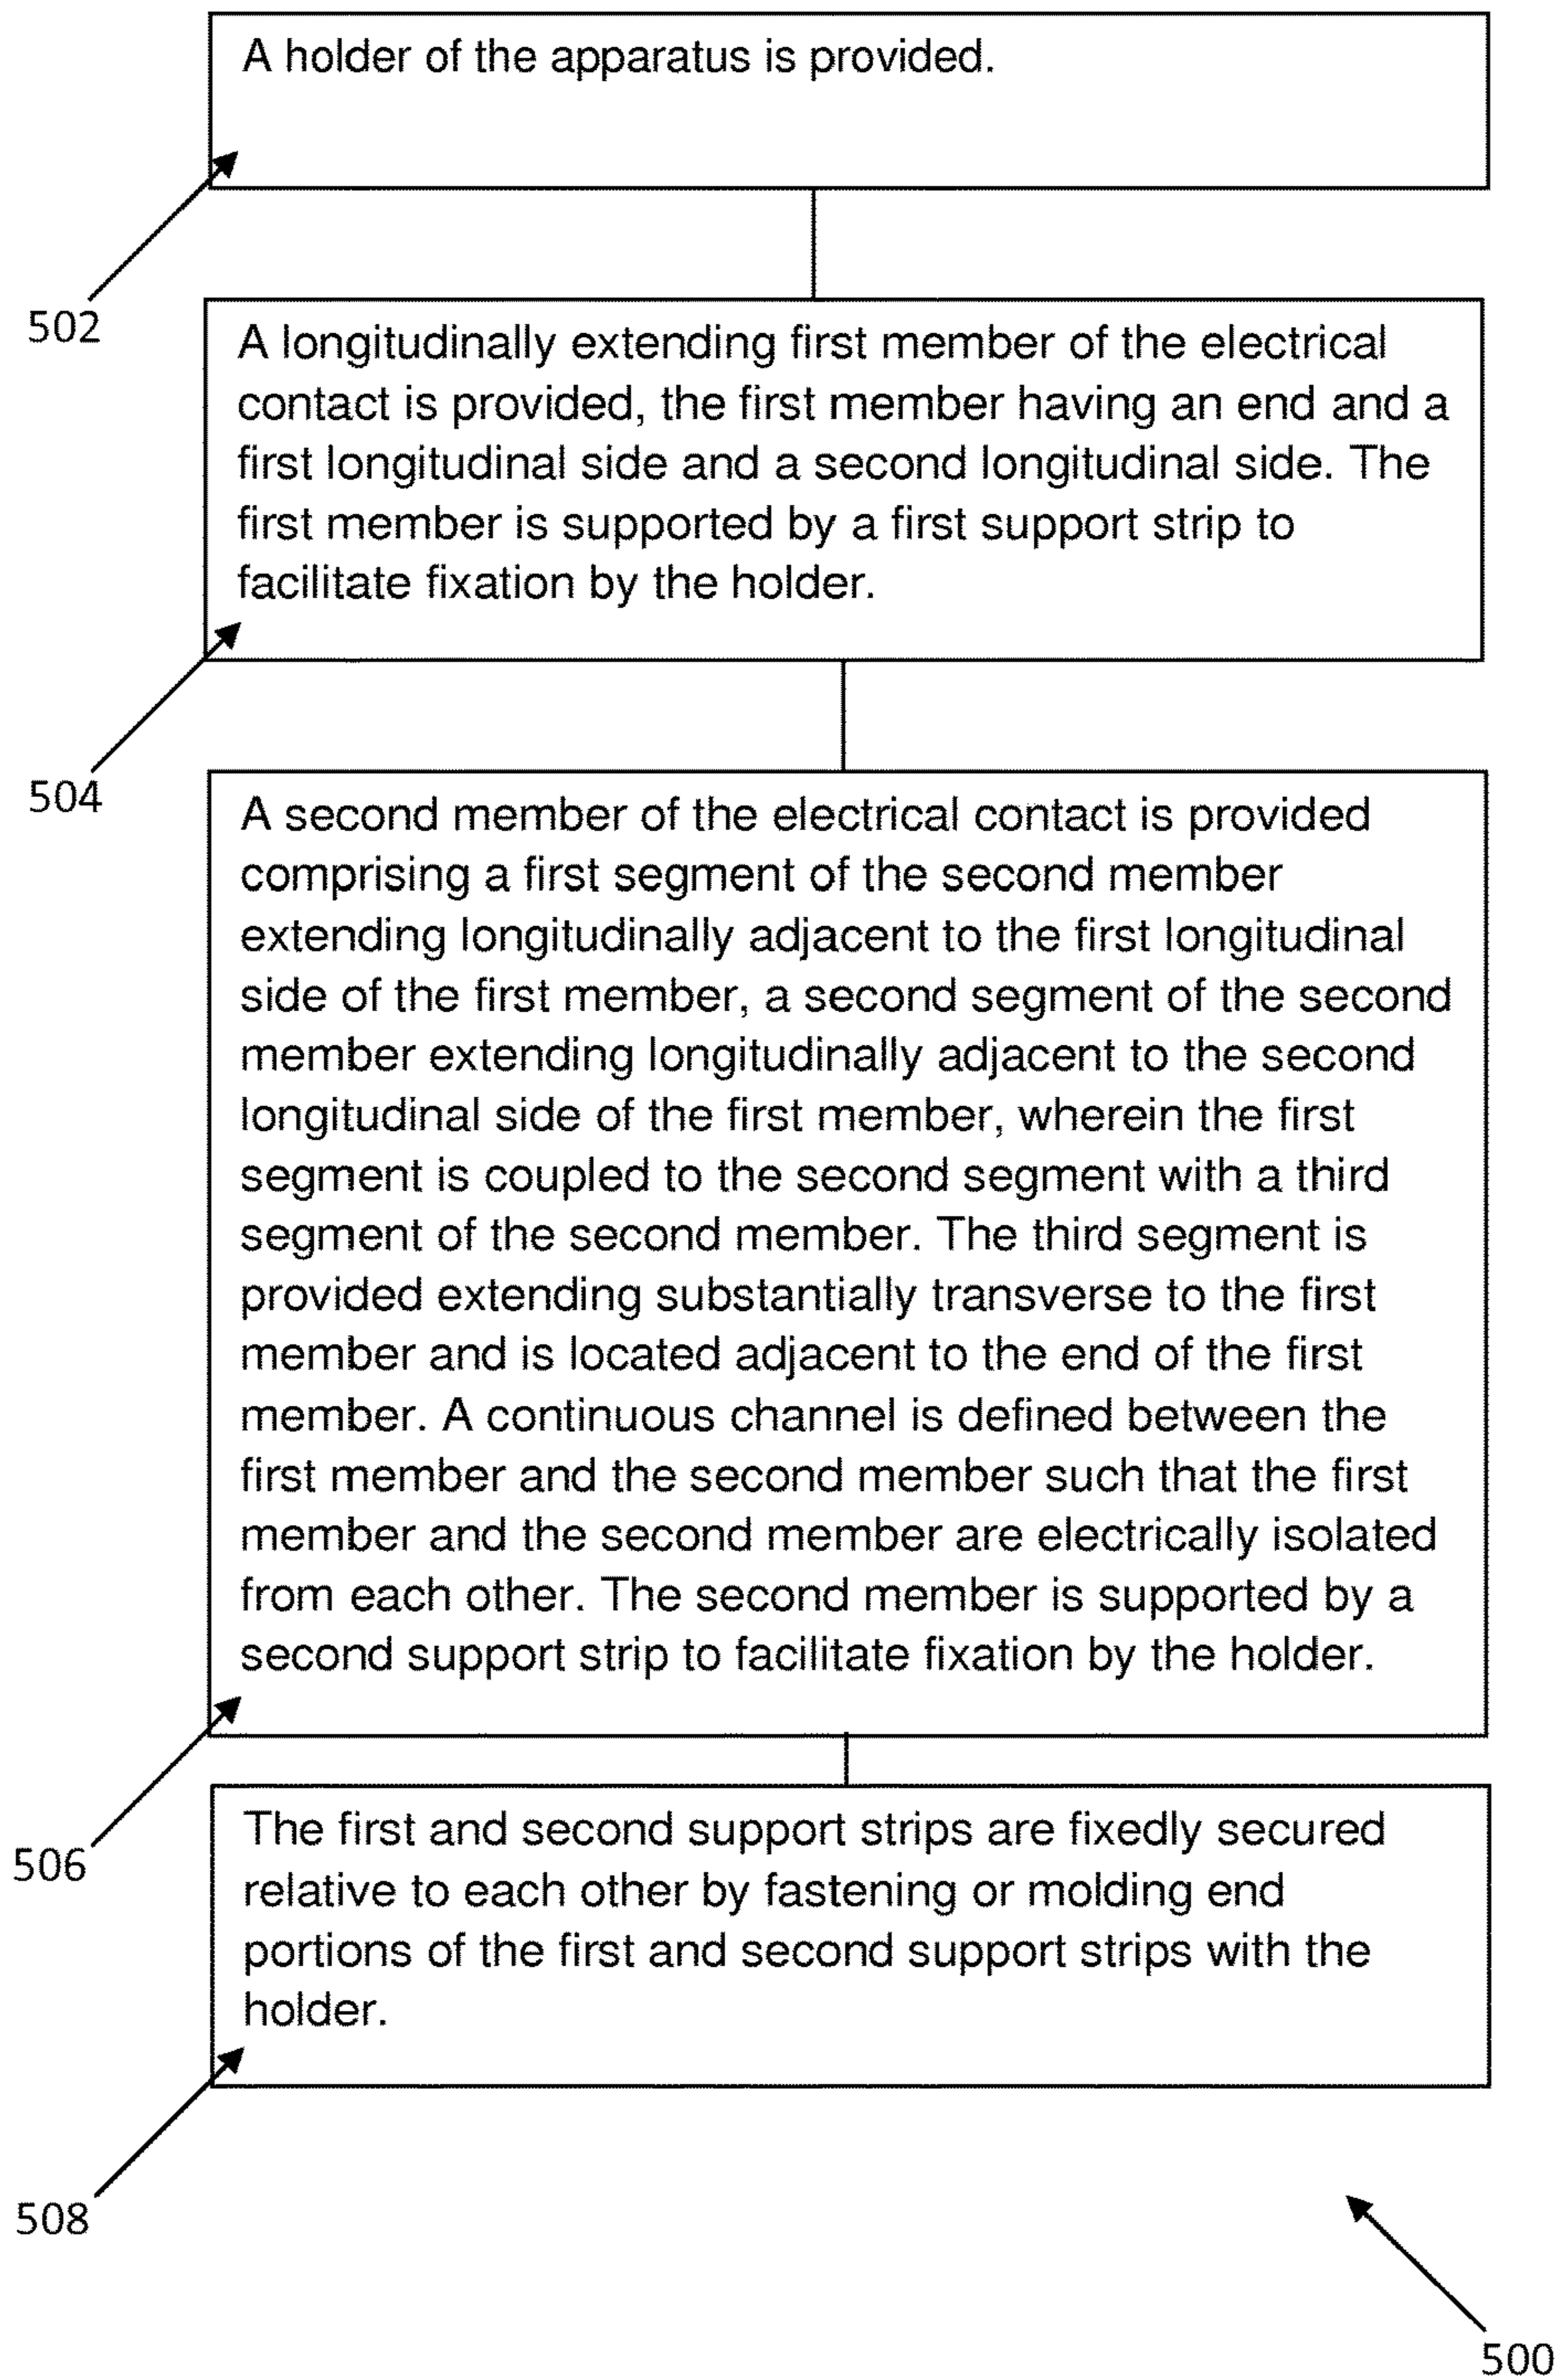 A holder of the apparatus is provided.
502
A longitudinally extending first member of the electrical
contact is provided, the first member having an end and a
first longitudinal side and a second longitudinal side. The
first member is supported by a first support strip to
facilitate fixation by the holder.
504
A second member of the electrical contact is provided
comprising a first segment of the second member
extending longitudinally adjacent to the first longitudinal
side of the first member, a second segment of the second
member extending longitudinally adjacent to the second
longitudinal side of the first member, wherein the first
segment is coupled to the second segment with a third
segment of the second member. The third segment is
provided extending substantially transverse to the first
member and is located adjacent to the end of the first
member. A continuous channel is defined between the
first member and the second member such that the first
member and the second member are electrically isolated
from each other. The second member is supported by a
second support strip to facilitate fixation by the holder.
506
The first and second support strips are fixedly secured
relative to each other by fastening or molding end
portions of the first and second support strips with the
holder.
508
500